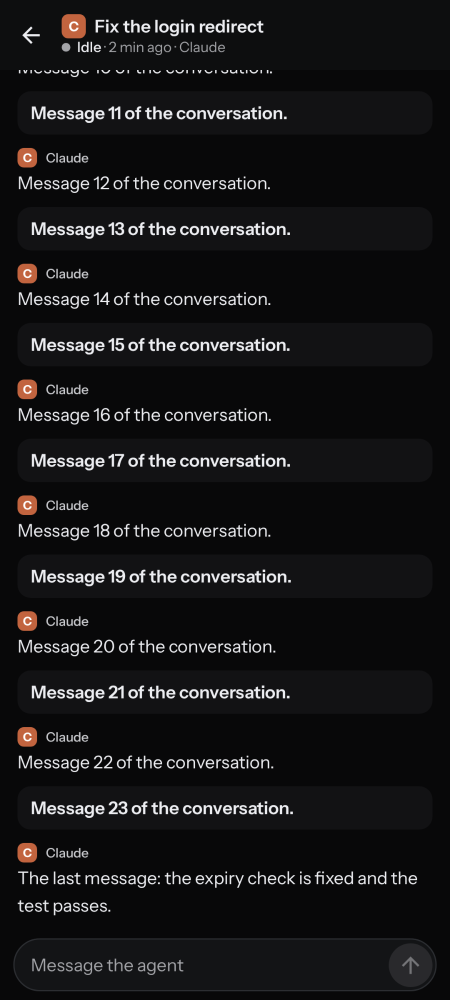 C Fix the login redirect
Idle · 2 min ago · Claude
Message 11 of the conversation.
C Claude
Message 12 of the conversation.
Message 13 of the conversation.
C Claude
Message 14 of the conversation.
Message 15 of the conversation.
C Claude
Message 16 of the conversation.
Message 17 of the conversation.
C Claude
Message 18 of the conversation.
Message 19 of the conversation.
C Claude
Message 20 of the conversation.
Message 21 of the conversation.
C Claude
Message 22 of the conversation.
Message 23 of the conversation.
C Claude
The last message: the expiry check is fixed and the
test passes.
Message the agent